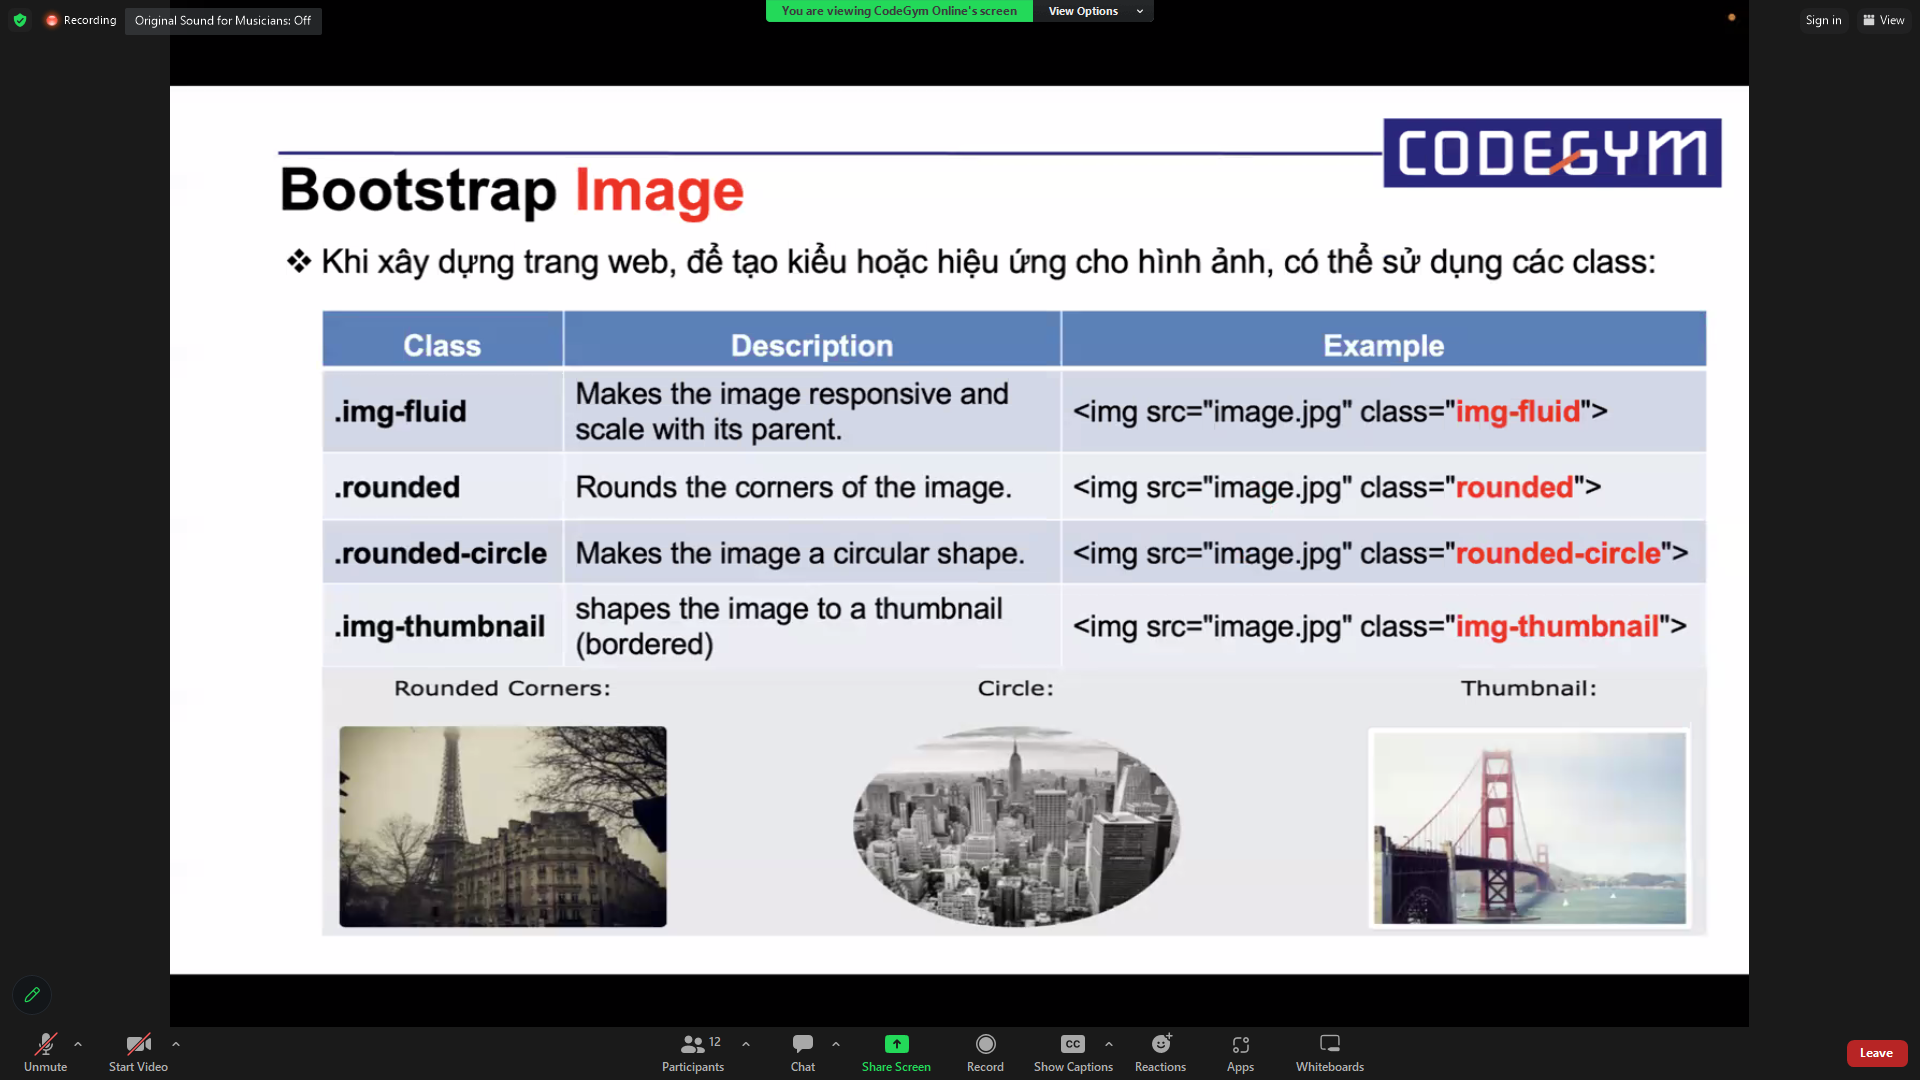 Recording
Original Sound for Musicians: Off
You are viewing CodeGym Online's screen
View Options
Sign in
View
CODEGYM
Bootstrap Image
❖ Khi xây dựng trang web, để tạo kiểu hoặc hiệu ứng cho hình ảnh, có thể sử dụng các class:
Class
Description
Example
.img-fluid
Makes the image responsive and
scale with its parent.
<img src="image.jpg" class="img-fluid">
.rounded
Rounds the corners of the image.
<img src="image.jpg" class="rounded">
.rounded-circle
Makes the image a circular shape.
<img src="image.jpg" class="rounded-circle">
.img-thumbnail
shapes the image to a thumbnail
(bordered)
<img src="image.jpg" class="img-thumbnail">
Rounded Corners:
Circle:
Thumbnail:
Unmute
Start Video
12
Participants
Chat
Share Screen
Record
CC
Show Captions
Reactions
Apps
Whiteboards
Leave